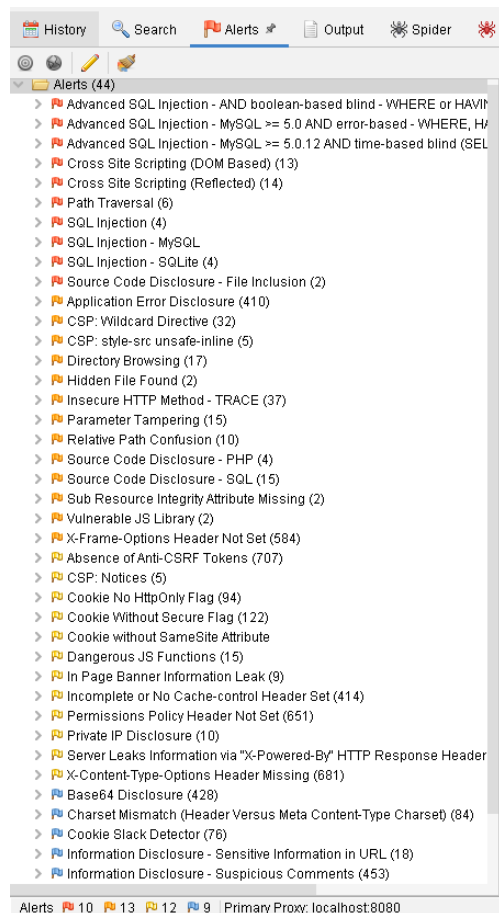 History Search Alerts Output Spider
Alerts (44)
Advanced SQL Injection - AND boolean-based blind - WHERE or HAVIN
Advanced SQL Injection - MySQL >= 5.0 AND error-based - WHERE, HA
Advanced SQL Injection - MySQL >= 5.0.12 AND time-based blind (SEL
Cross Site Scripting (DOM Based) (13)
Cross Site Scripting (Reflected) (14)
Path Traversal (6)
SQL Injection (4)
SQL Injection - MySQL
SQL Injection - SQLite (4)
Source Code Disclosure - File Inclusion (2)
Application Error Disclosure (410)
CSP: Wildcard Directive (32)
CSP: style-src unsafe-inline (5)
Directory Browsing (17)
Hidden File Found (2)
Insecure HTTP Method - TRACE (37)
Parameter Tampering (15)
Relative Path Confusion (10)
Source Code Disclosure - PHP (4)
Source Code Disclosure - SQL (15)
Sub Resource Integrity Attribute Missing (2)
Vulnerable JS Library (2)
X-Frame-Options Header Not Set (584)
Absence of Anti-CSRF Tokens (707)
CSP: Notices (5)
Cookie No HttpOnly Flag (94)
Cookie Without Secure Flag (122)
Cookie without SameSite Attribute
Dangerous JS Functions (15)
In Page Banner Information Leak (9)
Incomplete or No Cache-control Header Set (414)
Permissions Policy Header Not Set (651)
Private IP Disclosure (10)
Server Leaks Information via "X-Powered-By" HTTP Response Header
X-Content-Type-Options Header Missing (681)
Base64 Disclosure (428)
Charset Mismatch (Header Versus Meta Content-Type Charset) (84)
Cookie Slack Detector (76)
Information Disclosure - Sensitive Information in URL (18)
Information Disclosure - Suspicious Comments (453)
Alerts 10 13 12 9 Primary Proxy: localhost:8080